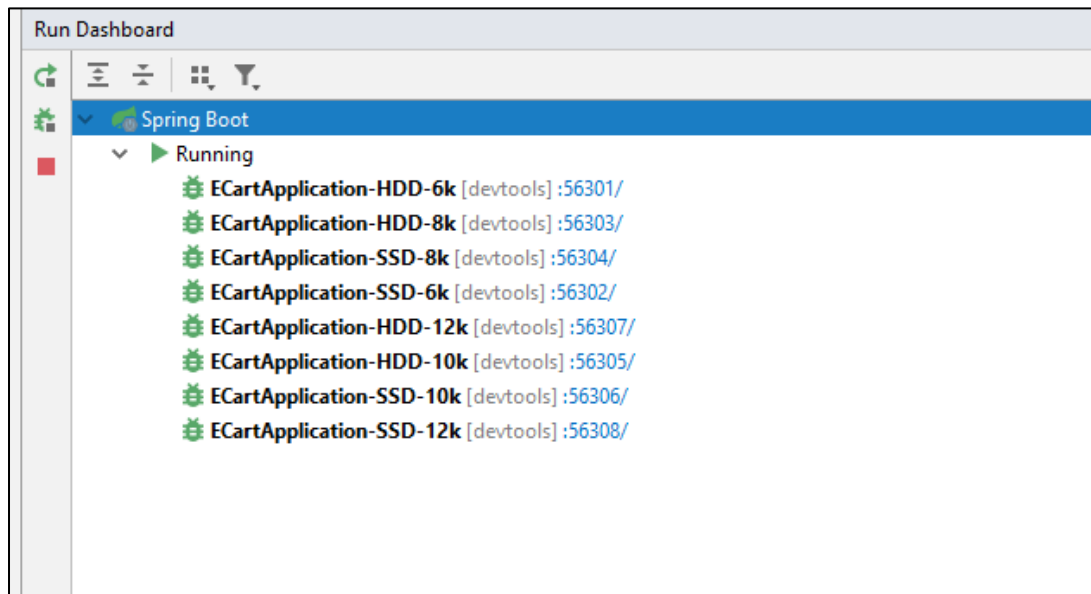 Run Dashboard
Spring Boot
Running
ECartApplication-HDD-6k [devtools] :56301/
ECartApplication-HDD-8k [devtools] :56303/
ECartApplication-SSD-8k [devtools] :56304/
ECartApplication-SSD-6k [devtools] :56302/
ECartApplication-HDD-12k [devtools] :56307/
ECartApplication-HDD-10k [devtools] :56305/
ECartApplication-SSD-10k [devtools] :56306/
ECartApplication-SSD-12k [devtools] :56308/